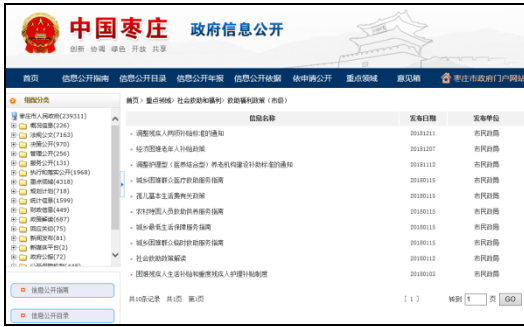 中国枣庄 政府信息公开
创新 协调 绿色 开放 共享
首页 信息公开指南 信息公开目录 信息公开年报 信息公开依据 依申请公开 重点领域 意见箱 枣庄市政府门户网站
组配分类
首页> 重点领域> 社会救助和福利> 救助福利政策（市级）
枣庄市人民政府(239311)
概况信息(226)
法规公文(7163)
决策公开(970)
管理公开(256)
服务公开(131)
执行和落实公开(1968)
重点领域(4318)
规划计划(718)
统计信息(1599)
财政信息(449)
政策解读(687)
回应关切(75)
新闻发布(81)
新媒体平台(2)
政府公报(72)
信息公开指南
信息公开目录
信息名称 发布日期 发布单位
调整残疾人两项补贴标准的通知 20181211 市民政局
经济困难老年人补贴政策 20181207 市民政局
调整护理型（医养结合型）养老机构建设补助标准的通知 20181112 市民政局
城乡困难群众医疗救助服务指南 20180115 市民政局
孤儿基本生活费有关政策 20180115 市民政局
农村特困人员救助供养服务指南 20180115 市民政局
城乡最低生活保障服务指南 20180115 市民政局
城乡困难群众临时救助服务指南 20180115 市民政局
社会救助政策解读 20180112 市民政局
困难残疾人生活补贴和重度残疾人护理补贴制度 20180103 市民政局
共10条记录 共1页 第1页 [ 1 ] 转到 1 页 GO